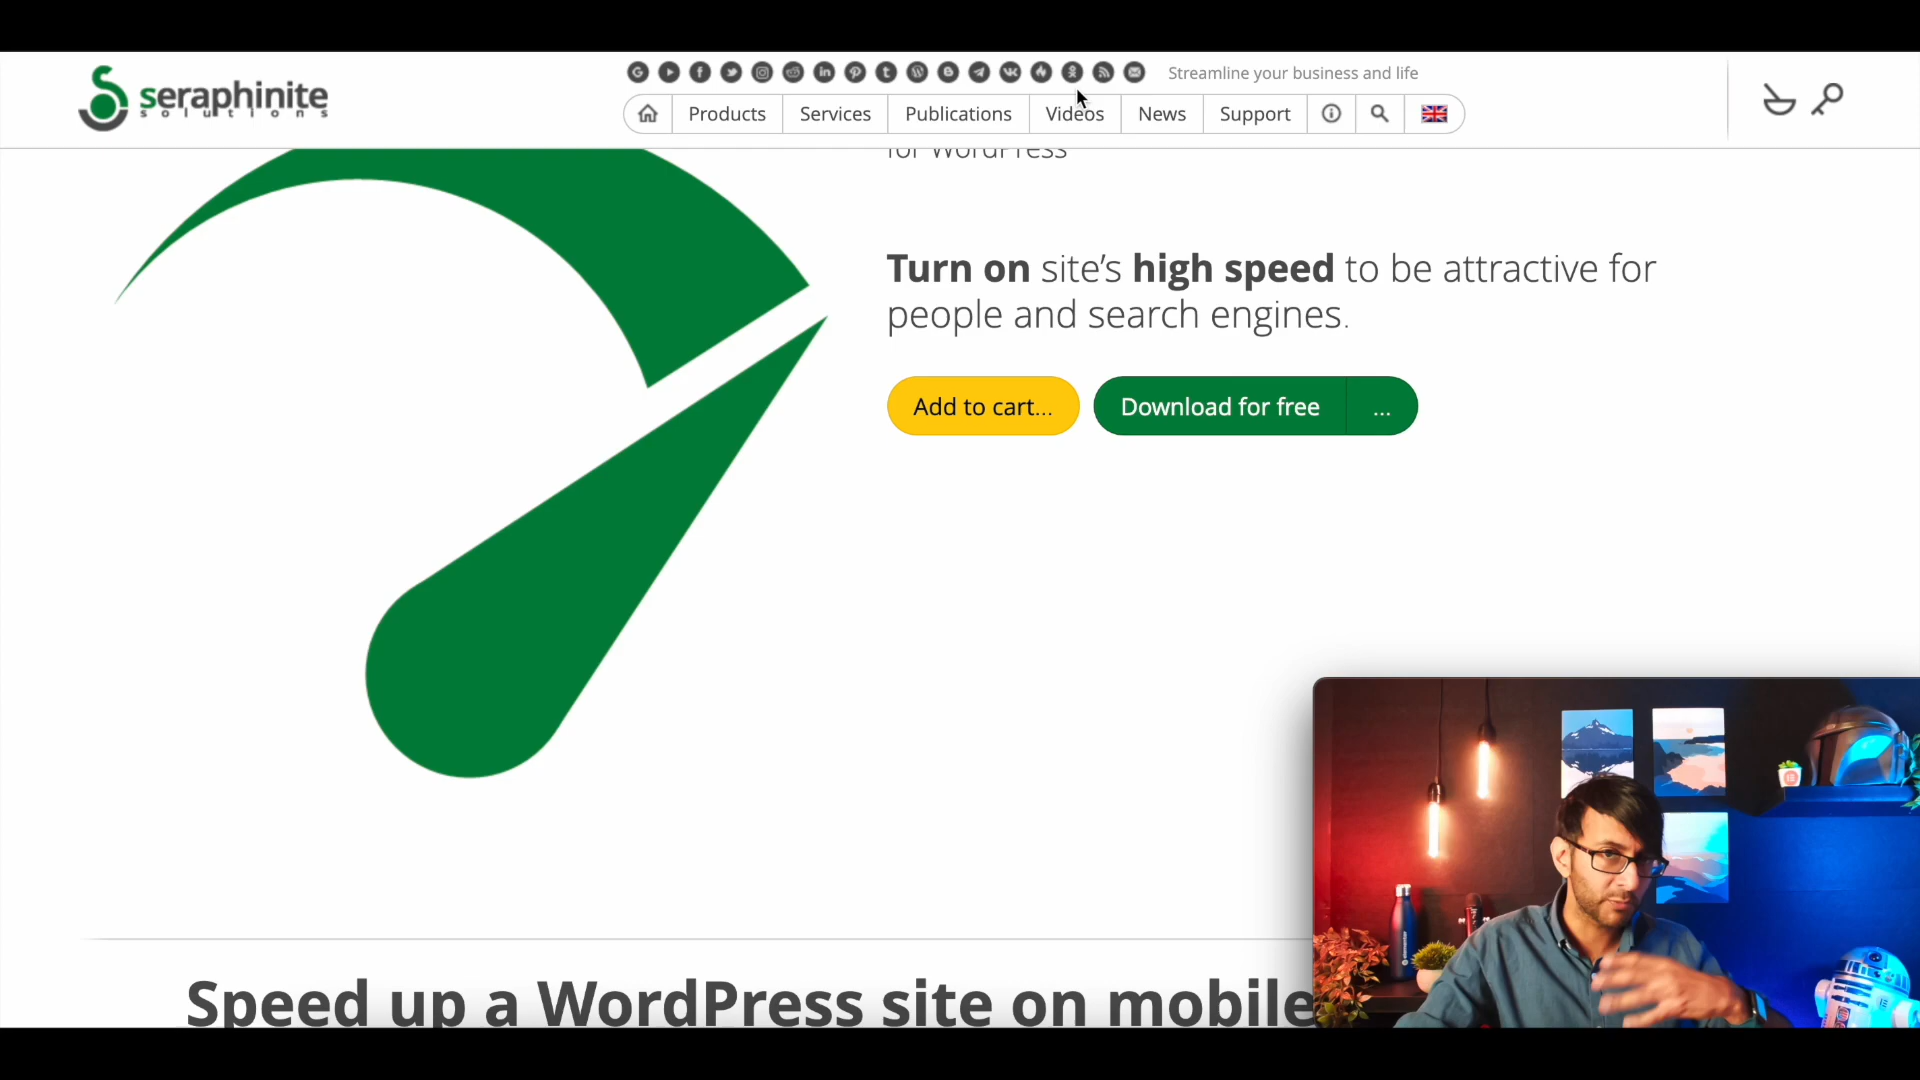 seraphinite
solutions
Streamline your business and life
Products
Services
Publications
Videos
News
Support
for WordPress
Turn on site’s high speed to be attractive for
people and search engines.
Add to cart...
Download for free
...
Speed up a WordPress site on mobile